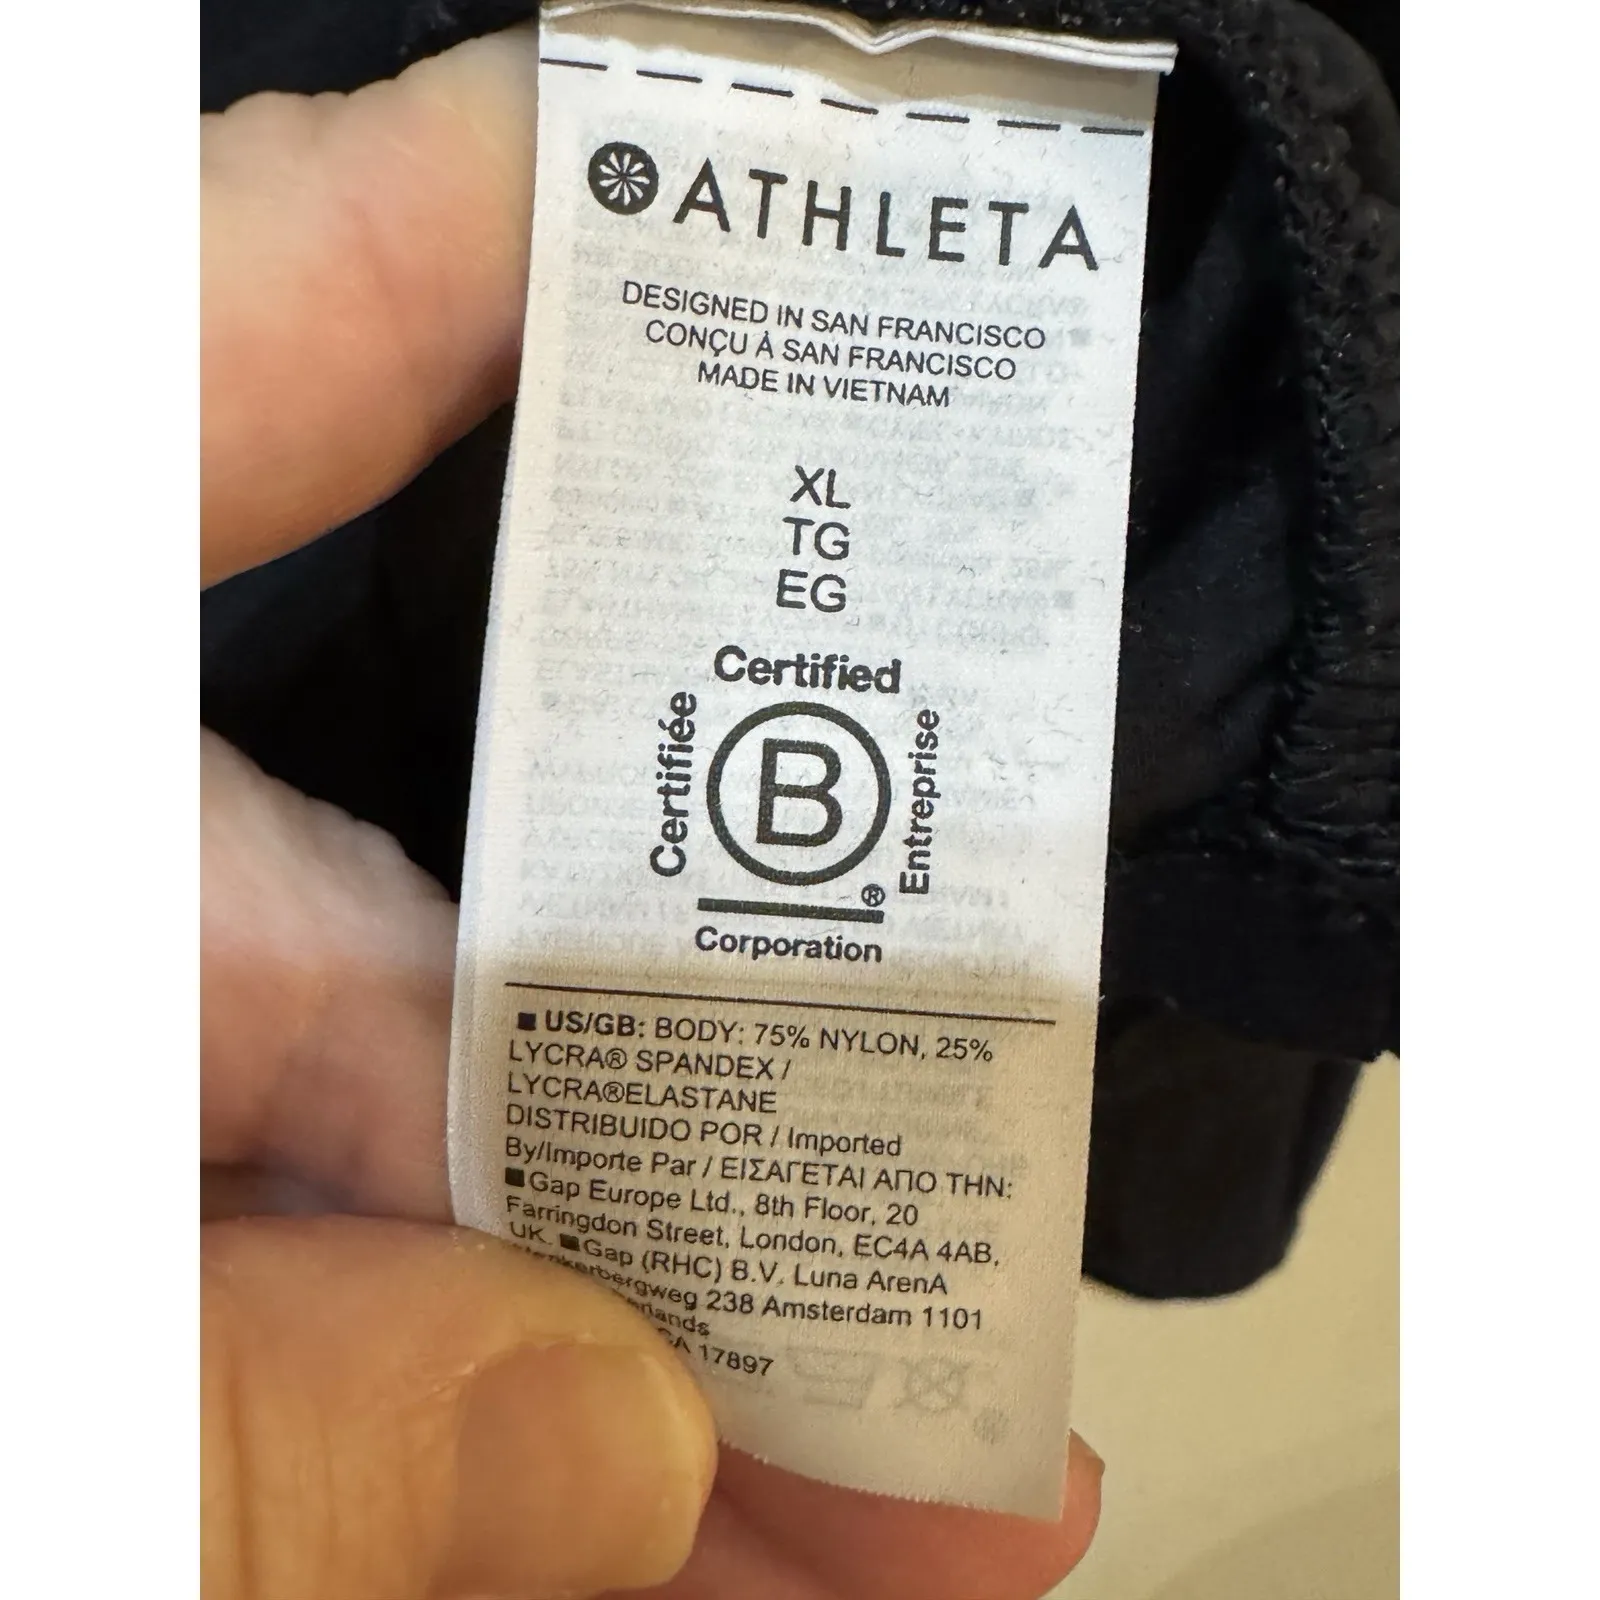 ATHLETA
DESIGNED IN SAN FRANCISCO
CONÇU À SAN FRANCISCO
MADE IN VIETNAM
XL
TG
EG
Certified
Certifiée
B
Entreprise
®
Corporation
■ US/GB: BODY: 75% NYLON, 25%
LYCRA® SPANDEX /
LYCRA®ELASTANE
DISTRIBUIDO POR / Imported
By/Importe Par / ΕΙΣΑΓΕΤΑΙ ΑΠΟ ΤΗΝ:
■Gap Europe Ltd., 8th Floor, 20
Farringdon Street, London, EC4A 4AB,
UK. ■Gap (RHC) B.V. Luna ArenA
238 Amsterdam 1101
CA 17897